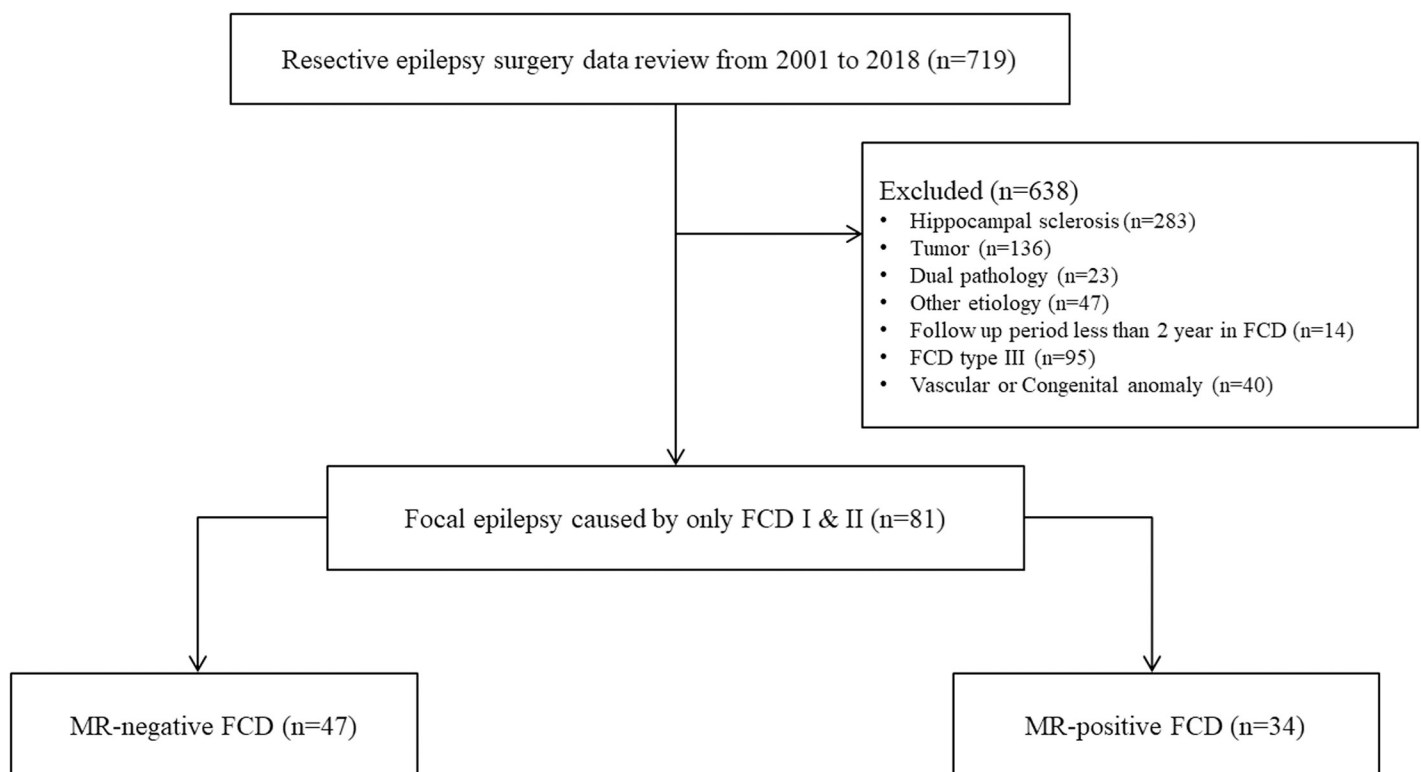 Resective epilepsy surgery data review from 2001 to 2018 (n=719)
Excluded (n=638)
• Hippocampal sclerosis (n=283)
• Tumor (n=136)
• Dual pathology (n=23)
• Other etiology (n=47)
• Follow up period less than 2 year in FCD (n=14)
• FCD type III (n=95)
• Vascular or Congenital anomaly (n=40)
Focal epilepsy caused by only FCD I & II (n=81)
MR-negative FCD (n=47)
MR-positive FCD (n=34)